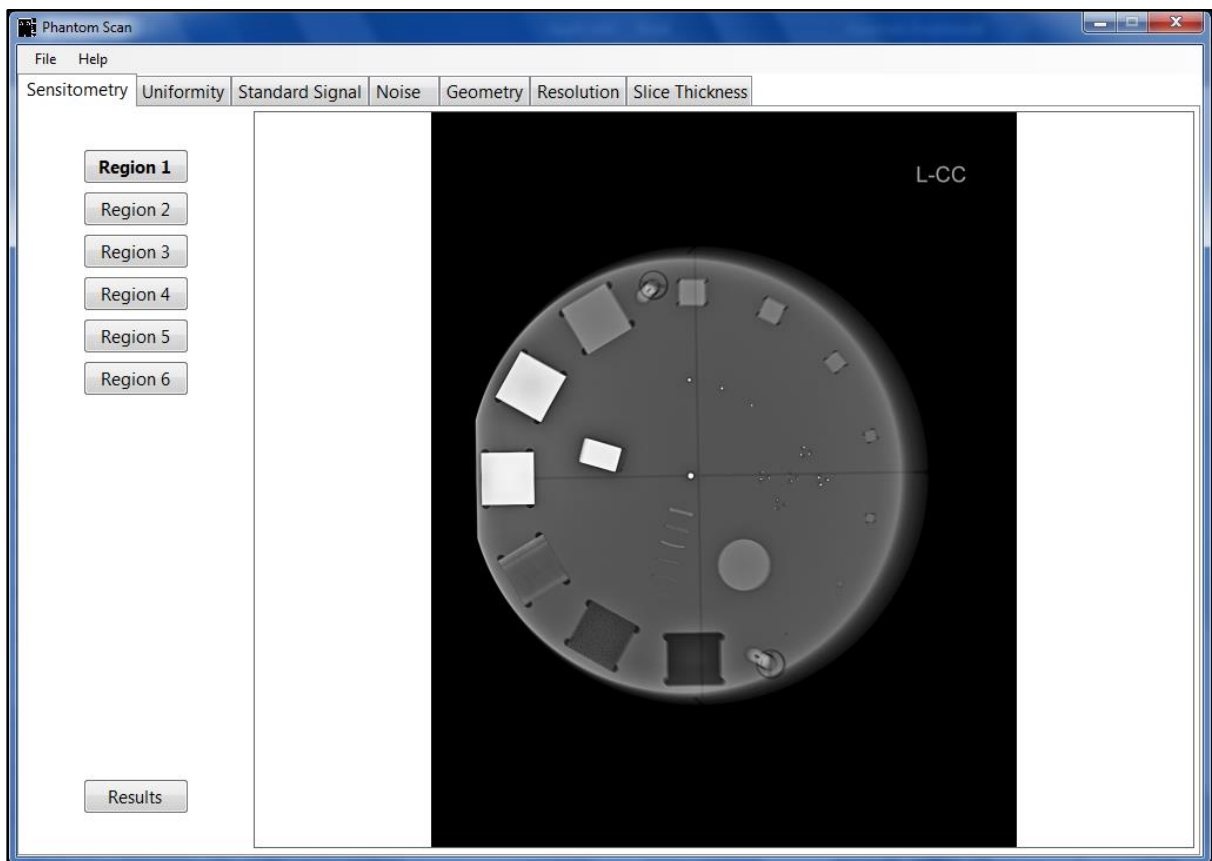 Phantom Scan
File Help
Sensitometry Uniformity Standard Signal Noise Geometry Resolution Slice Thickness
Region 1
L-CC
Region 2
Region 3
Region 4
Region 5
Region 6
Results